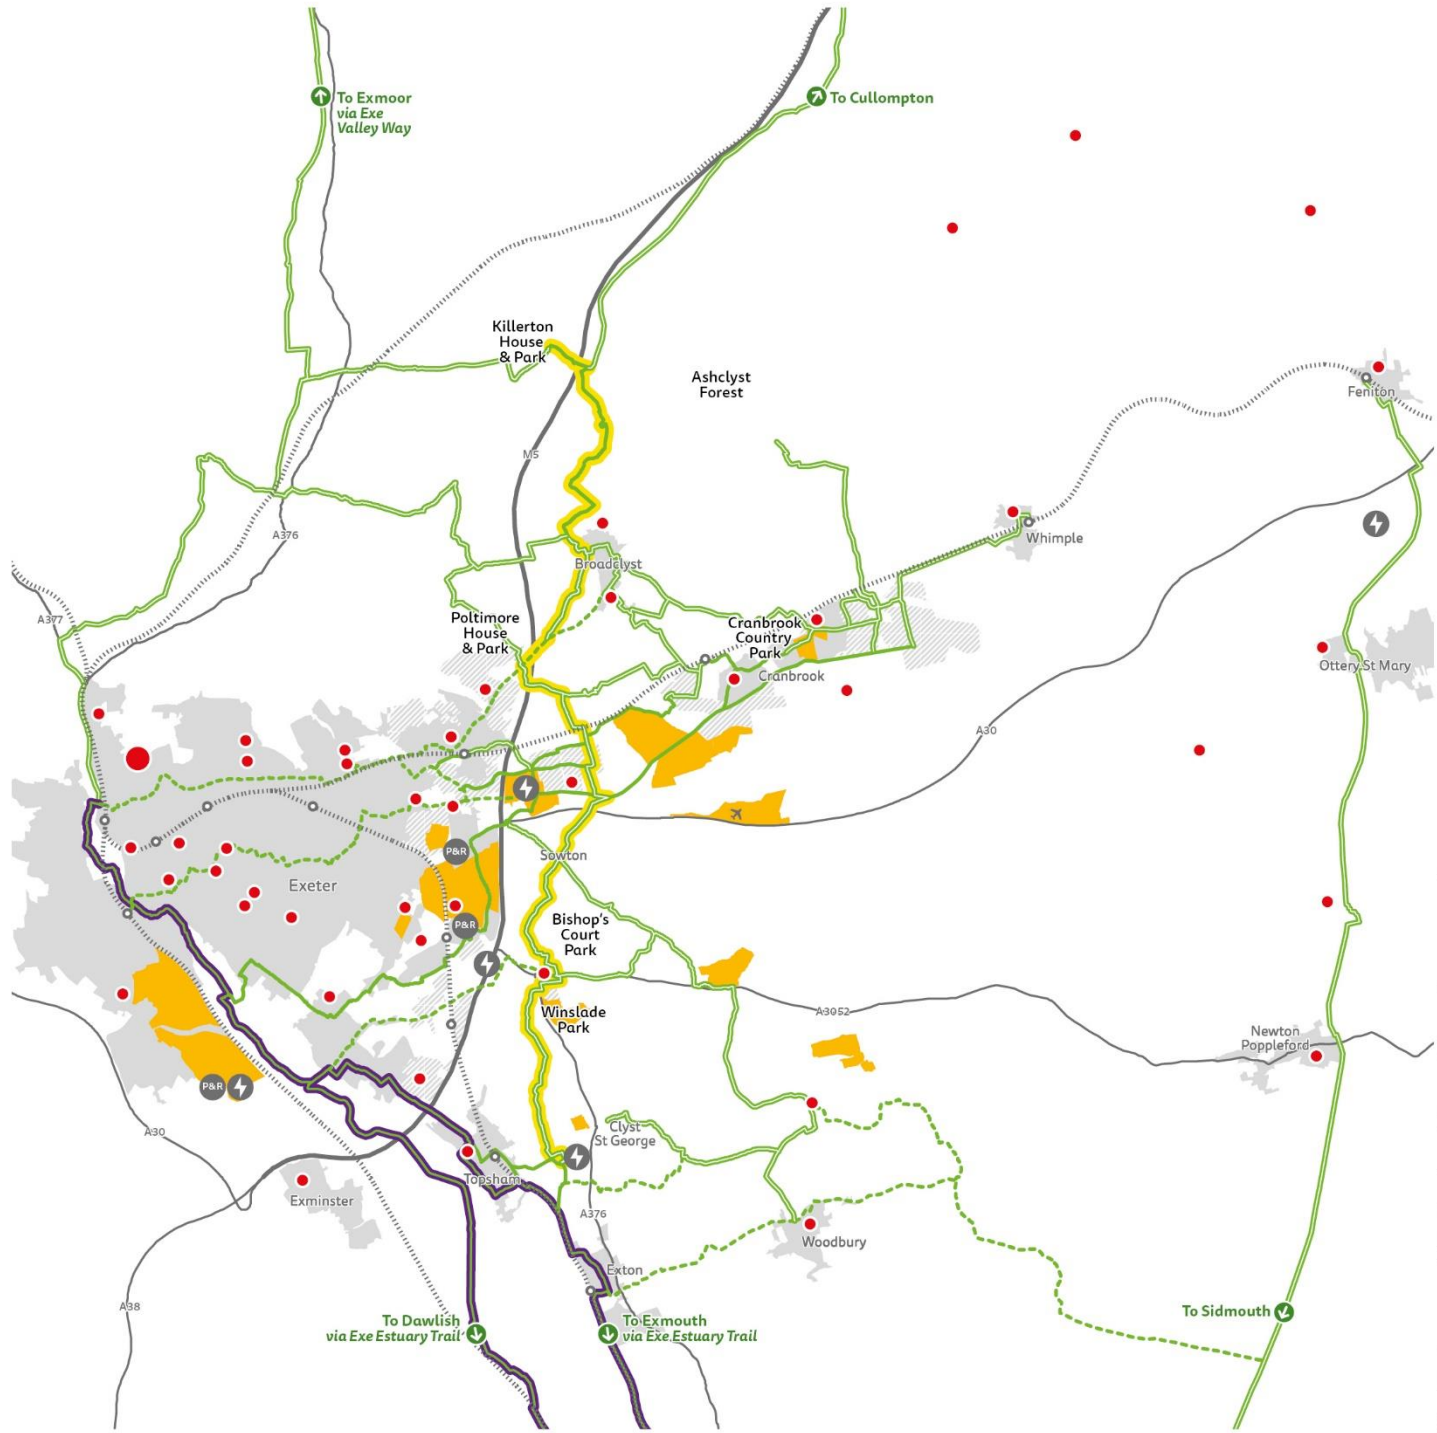 To Exmoor
via Exe
Valley Way
To Cullompton
Killerton
House
& Park
Ashclyst
Forest
Feniton
M5
A376
Whimple
Broadclyst
A377
Poltimore
House
& Park
Cranbrook
Country
Park
Cranbrook
Ottery St Mary
A30
P&R
Sowton
Exeter
P&R
Bishop's
Court
Park
Winslade
Park
A3052
Newton
Poppleford
P&R
A30
Clyst
St George
Topsham
Exminster
A376
Woodbury
Exton
A38
To Dawlish
via Exe Estuary Trail
To Exmouth
via Exe Estuary Trail
To Sidmouth